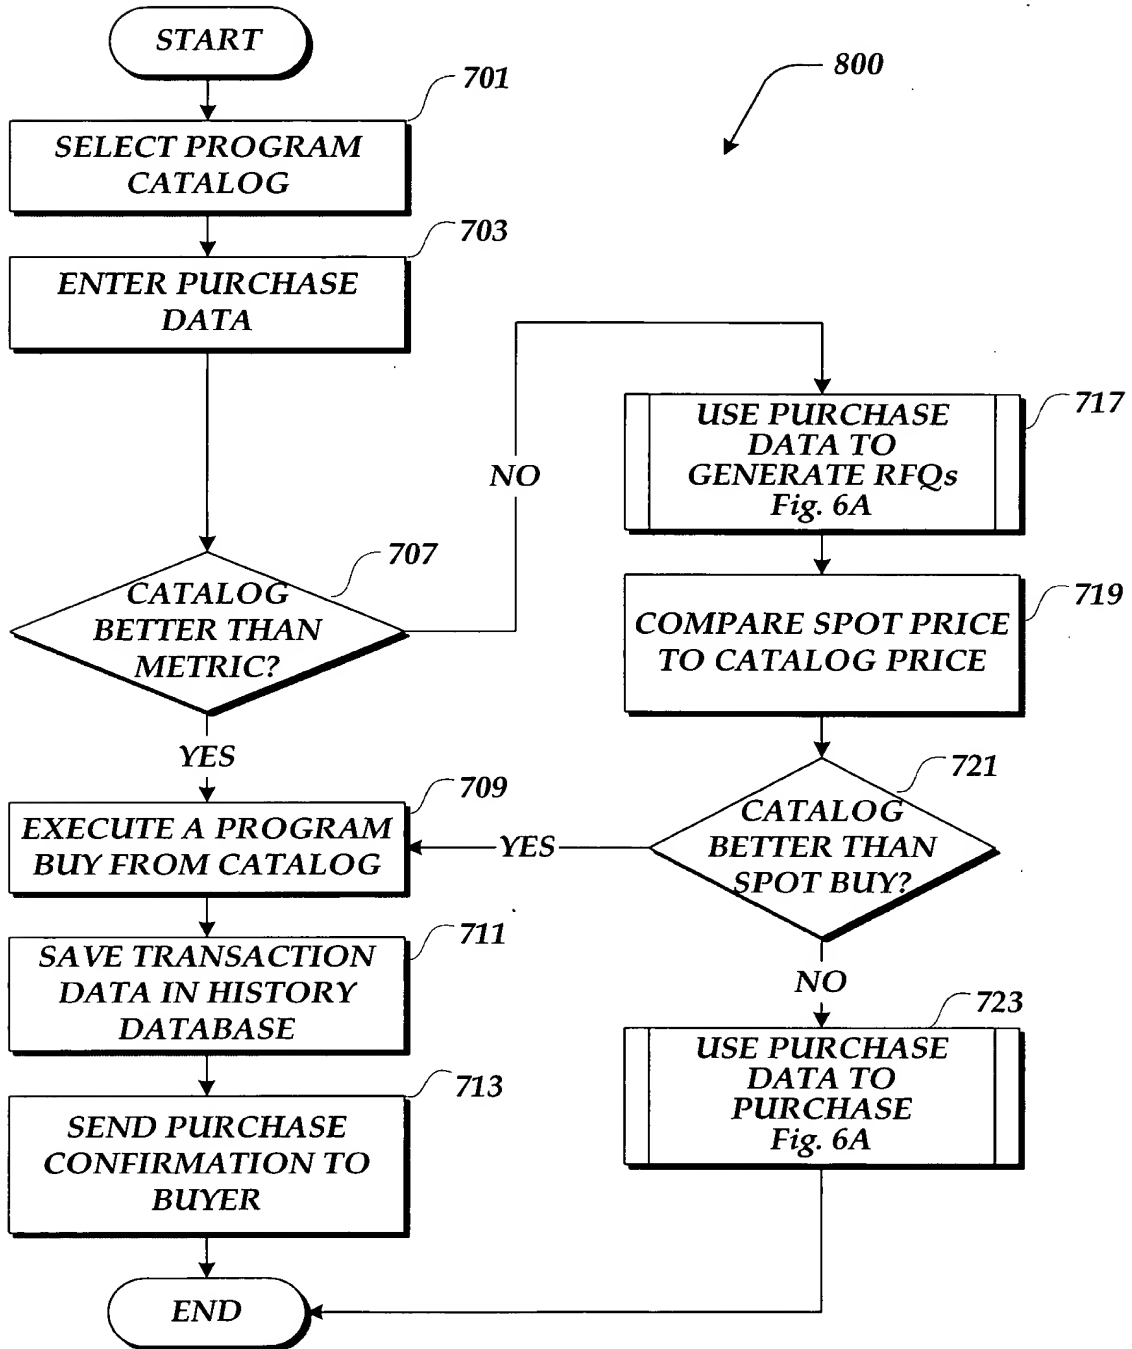 START
800
701
SELECT PROGRAM
CATALOG
703
ENTER PURCHASE
DATA
707
CATALOG
BETTER THAN
METRIC?
NO
YES
717
USE PURCHASE
DATA TO
GENERATE RFQs
Fig. 6A
719
COMPARE SPOT PRICE
TO CATALOG PRICE
721
CATALOG
BETTER THAN
SPOT BUY?
YES
NO
709
EXECUTE A PROGRAM
BUY FROM CATALOG
711
SAVE TRANSACTION
DATA IN HISTORY
DATABASE
713
SEND PURCHASE
CONFIRMATION TO
BUYER
723
USE PURCHASE
DATA TO
PURCHASE
Fig. 6A
END